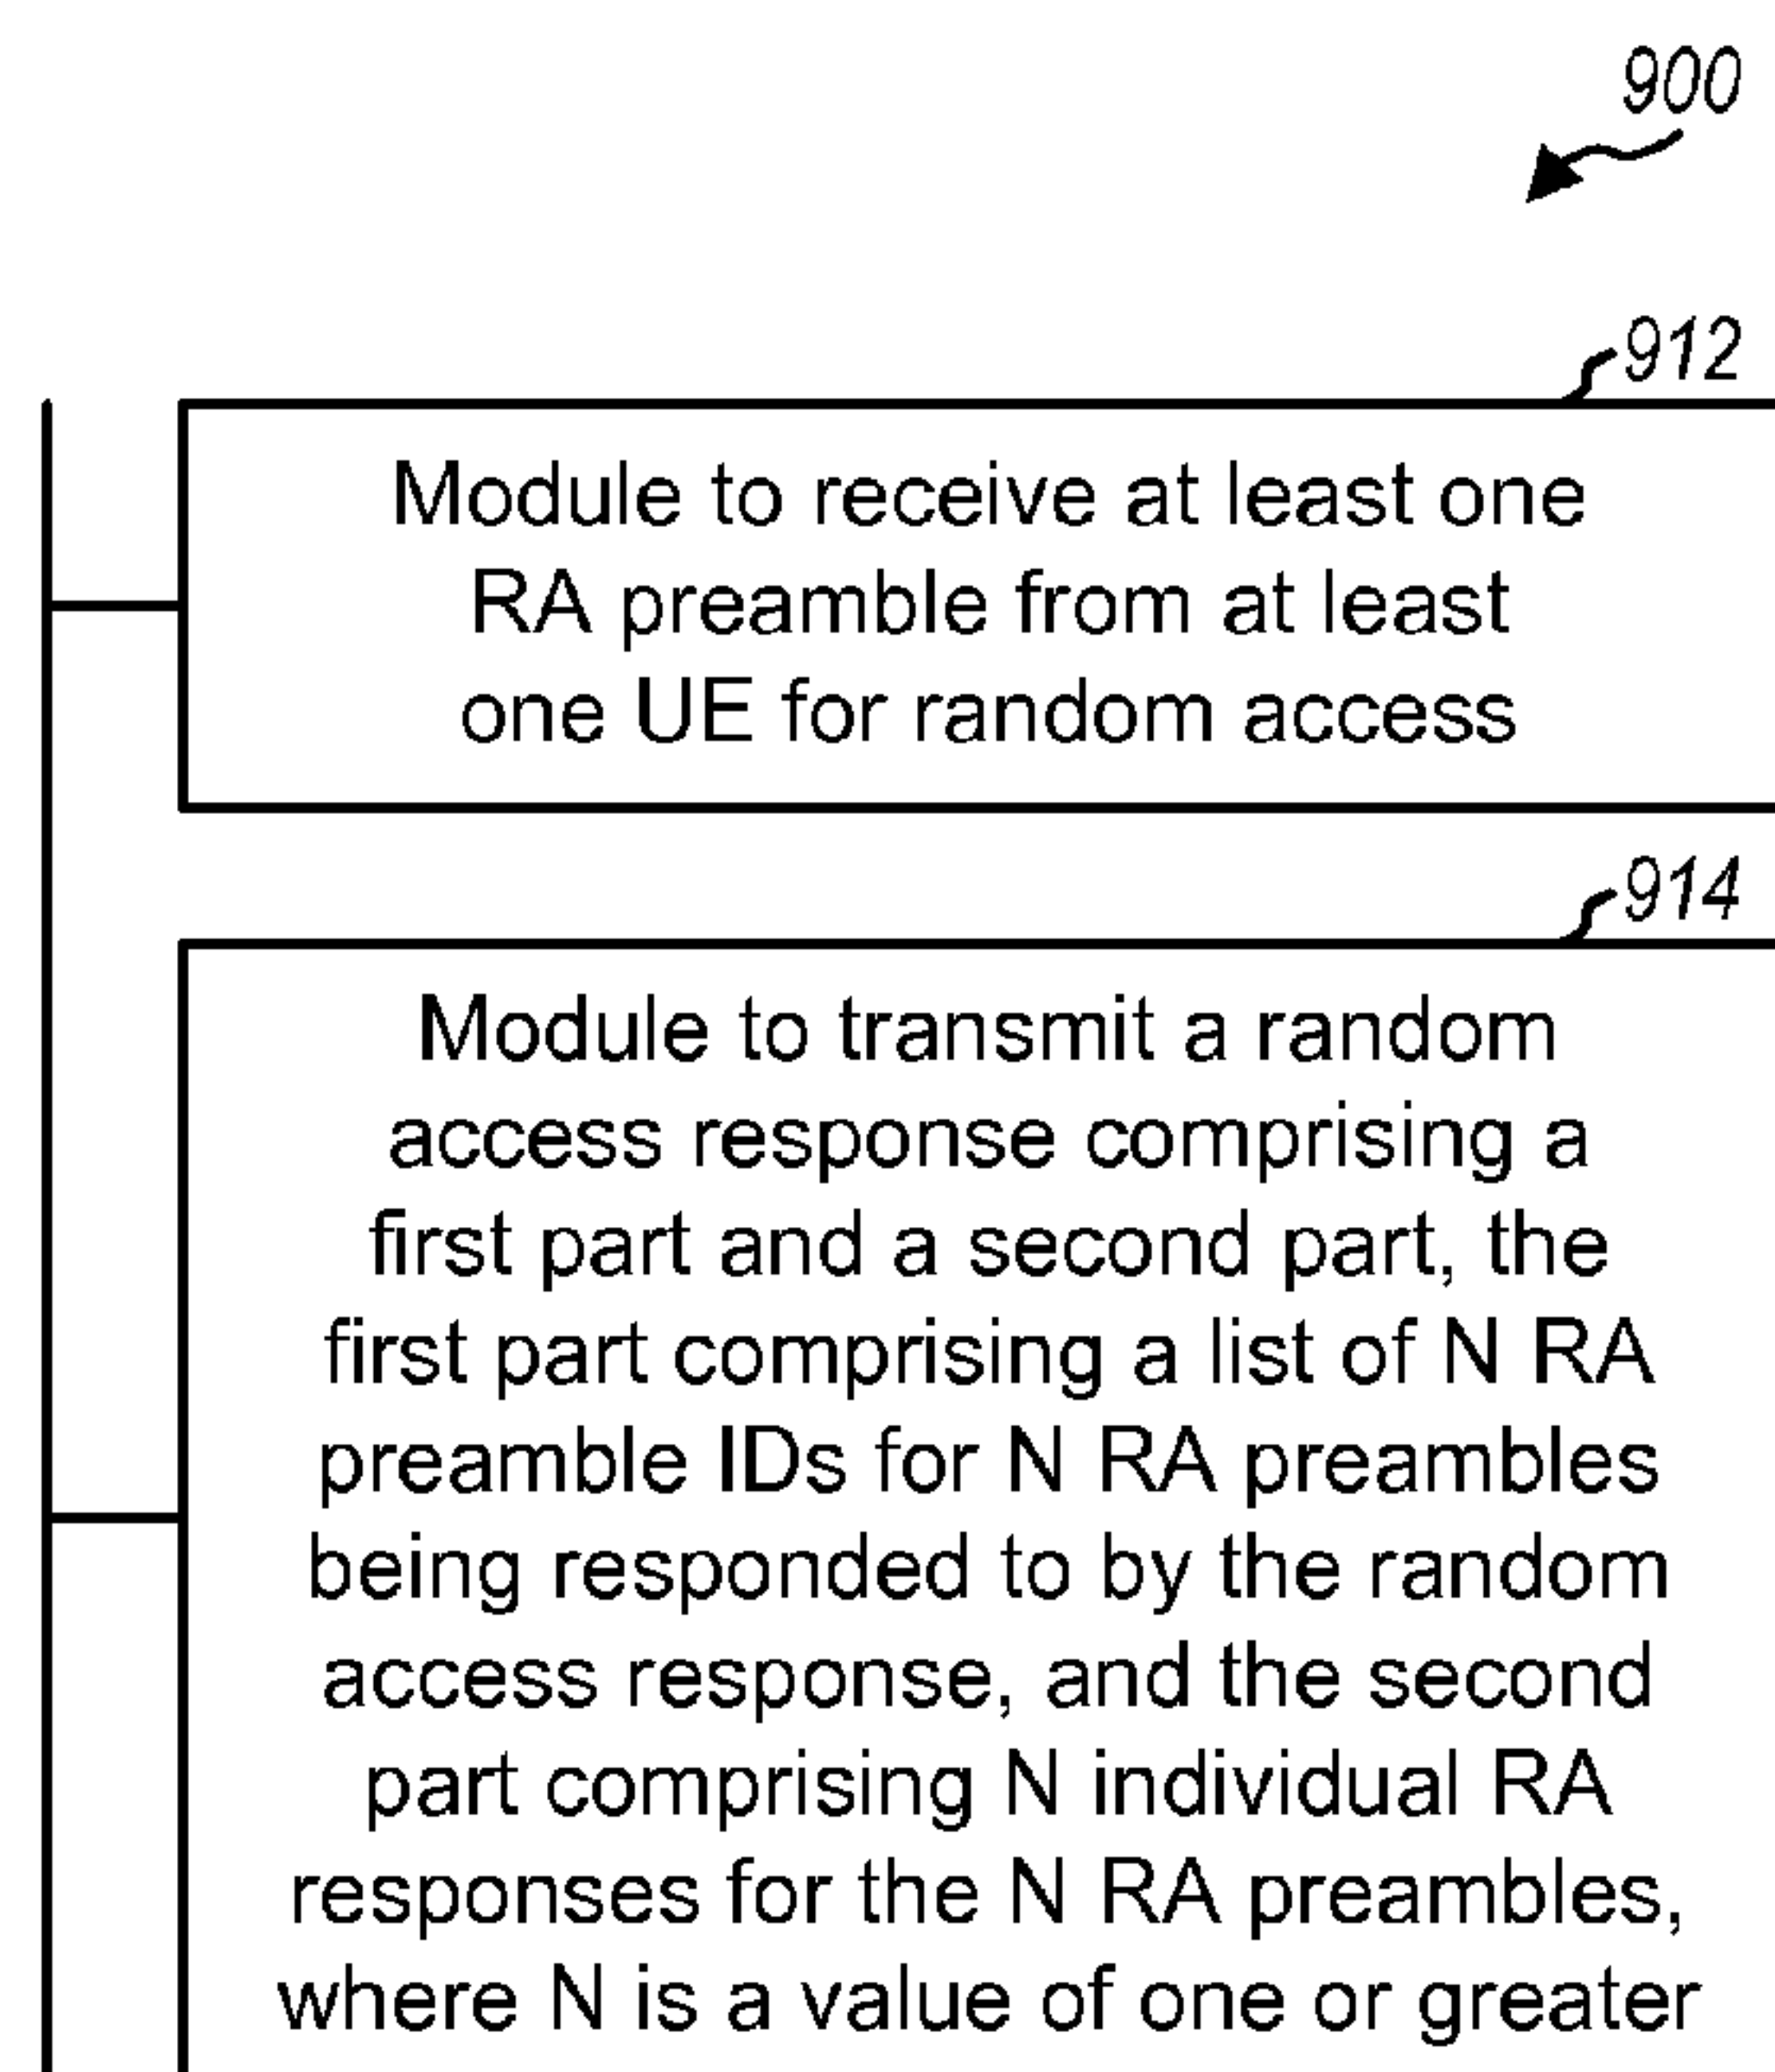 900
912
Module to receive at least one
RA preamble from at least
one UE for random access
914
Module to transmit a random
access response comprising a
first part and a second part, the
first part comprising a list of N RA
preamble IDs for N RA preambles
being responded to by the random
access response, and the second
part comprising N individual RA
responses for the N RA preambles,
where N is a value of one or greater